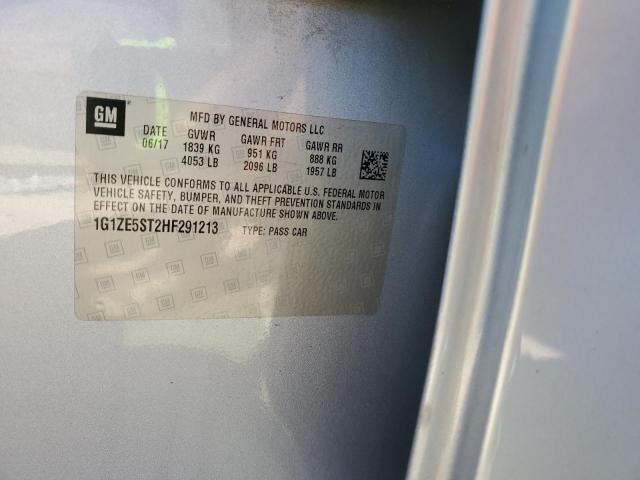 GM
MFD BY GENERAL MOTORS LLC
DATE GVWR GAWR FRT GAWR RR
06/17 1839 KG 951 KG 888 KG
4053 LB 2096 LB 1957 LB
THIS VEHICLE CONFORMS TO ALL APPLICABLE U.S. FEDERAL MOTOR
VEHICLE SAFETY, BUMPER, AND THEFT PREVENTION STANDARDS IN
EFFECT ON THE DATE OF MANUFACTURE SHOWN ABOVE.
1G1ZE5ST2HF291213 TYPE: PASS CAR